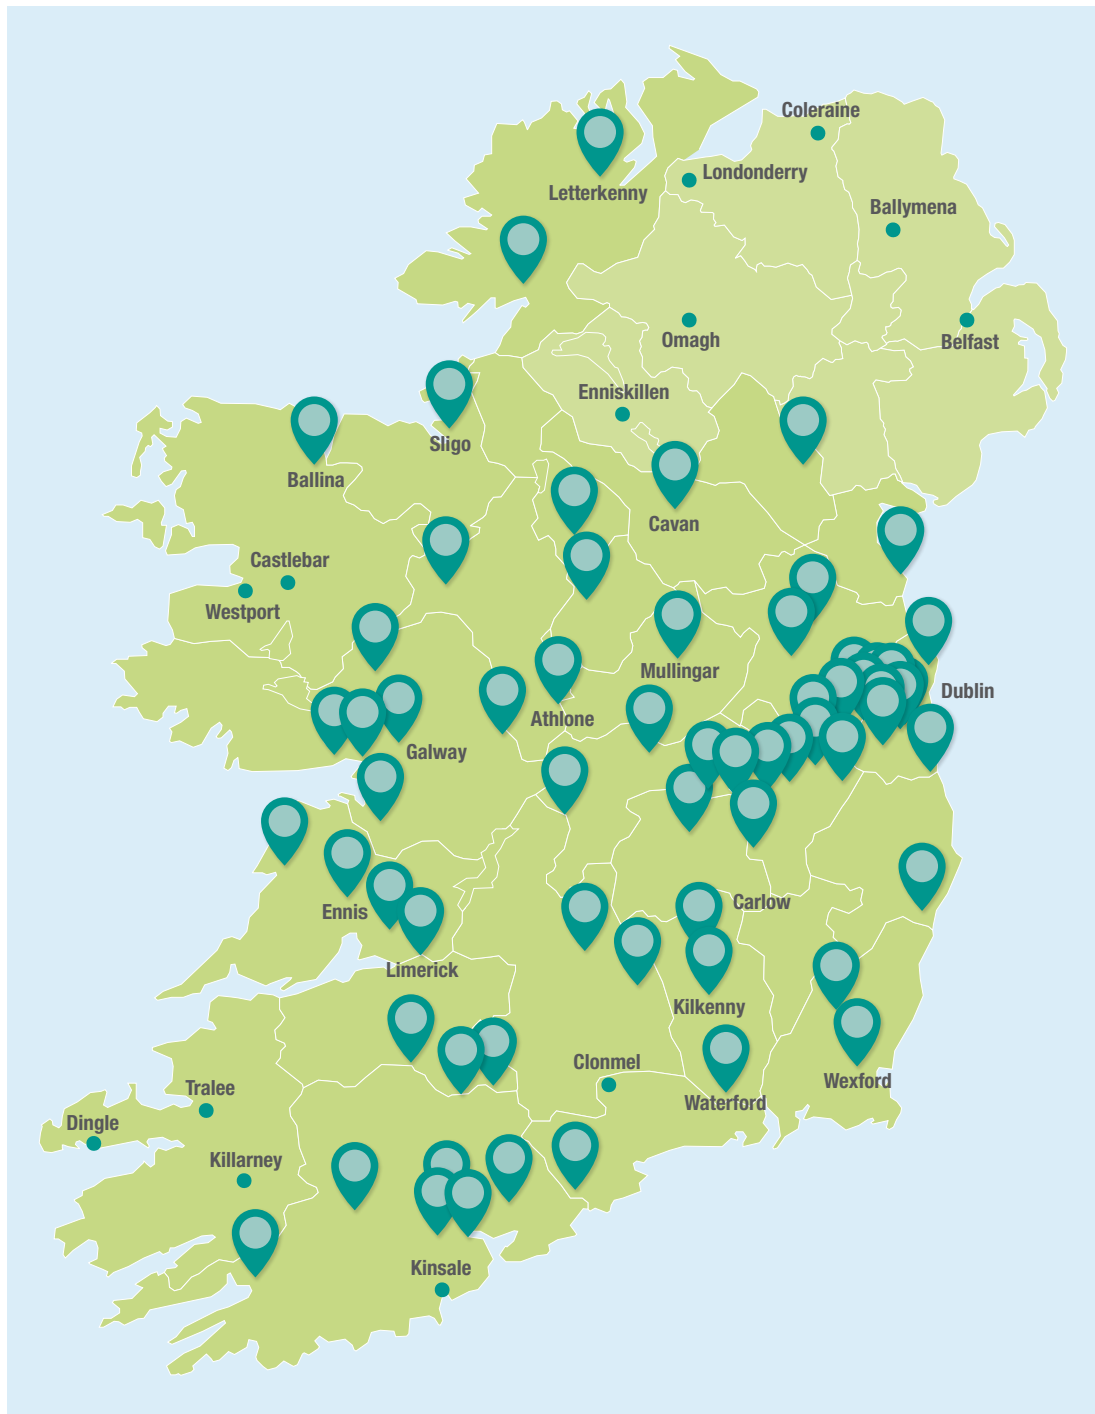 Coleraine
Londonderry
Letterkenny
Ballymena
Omagh
Belfast
Enniskillen
Sligo
Ballina
Cavan
Castlebar
Westport
Mullingar
Dublin
Athlone
Galway
Carlow
Ennis
Limerick
Kilkenny
Clonmel
Wexford
Tralee
Waterford
Dingle
Killarney
Kinsale